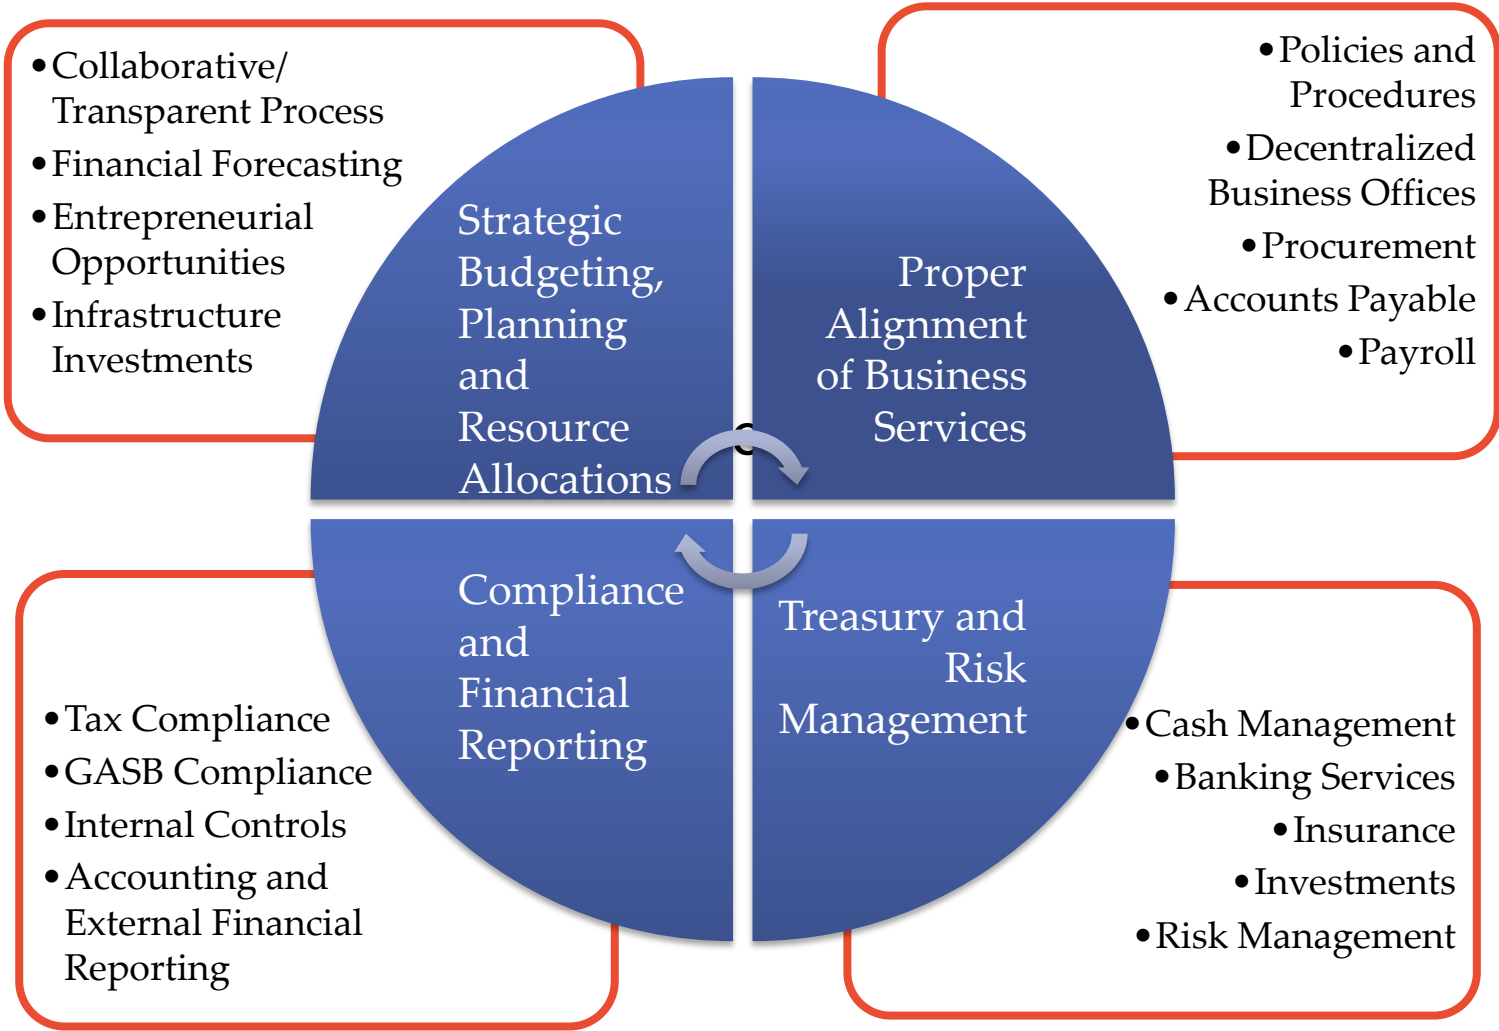 •Collaborative/
Transparent Process
•Financial Forecasting
•Entrepreneurial
Opportunities
•Infrastructure
Investments
•Policies and
Procedures
•Decentralized
Business Offices
•Procurement
•Accounts Payable
•Payroll
Strategic
Budgeting,
Planning
and
Resource
Allocations
Proper
Alignment
of Business
Services
Compliance
and
Financial
Reporting
Treasury and
Risk
Management
•Tax Compliance
•GASB Compliance
•Internal Controls
•Accounting and
External Financial
Reporting
•Cash Management
•Banking Services
•Insurance
•Investments
•Risk Management